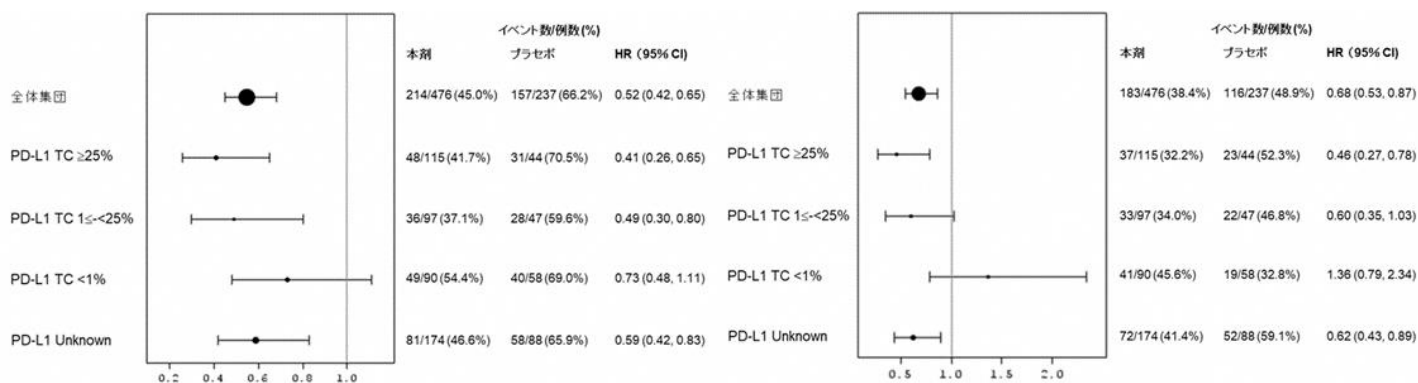 イベント数/例数(%)
本剤 プラセボ HR (95% CI)
全体集団 214/476 (45.0%) 157/237 (66.2%) 0.52 (0.42, 0.65)
PD-L1 TC ≥25% 48/115 (41.7%) 31/44 (70.5%) 0.41 (0.26, 0.65)
PD-L1 TC 1≤-<25% 36/97 (37.1%) 28/47 (59.6%) 0.49 (0.30, 0.80)
PD-L1 TC <1% 49/90 (54.4%) 40/58 (69.0%) 0.73 (0.48, 1.11)
PD-L1 Unknown 81/174 (46.6%) 58/88 (65.9%) 0.59 (0.42, 0.83)
0.2 0.4 0.6 0.8 1.0
イベント数/例数(%)
本剤 プラセボ HR (95% CI)
全体集団 183/476 (38.4%) 116/237 (48.9%) 0.68 (0.53, 0.87)
PD-L1 TC ≥25% 37/115 (32.2%) 23/44 (52.3%) 0.46 (0.27, 0.78)
PD-L1 TC 1≤-<25% 33/97 (34.0%) 22/47 (46.8%) 0.60 (0.35, 1.03)
PD-L1 TC <1% 41/90 (45.6%) 19/58 (32.8%) 1.36 (0.79, 2.34)
PD-L1 Unknown 72/174 (41.4%) 52/88 (59.1%) 0.62 (0.43, 0.89)
0.5 1.0 1.5 2.0